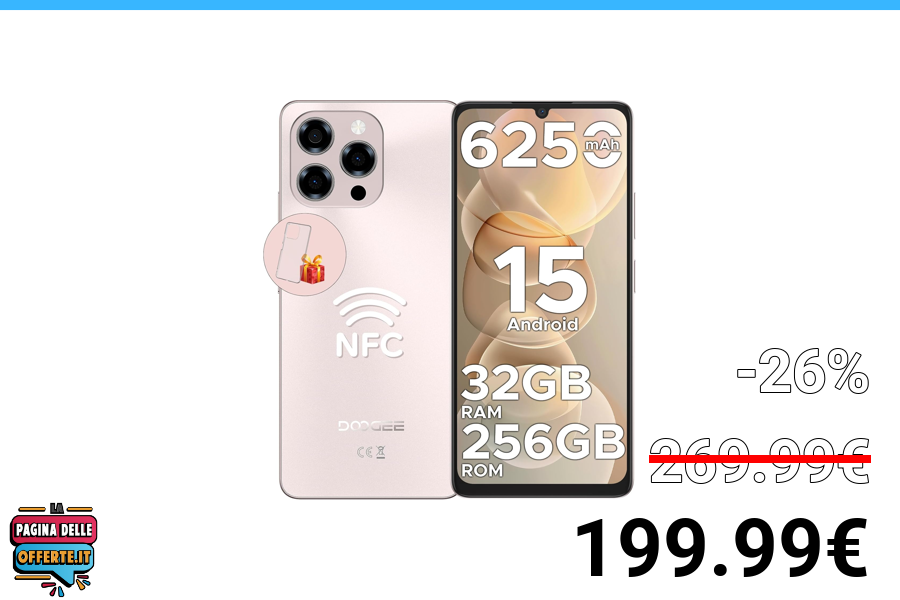 6250
mAh
15
Android
32GB
RAM
256GB
ROM
NFC
DOOGEE
CE
-26%
269.99€
199.99€
LA
PAGINA DELLE
OFFERTE.IT